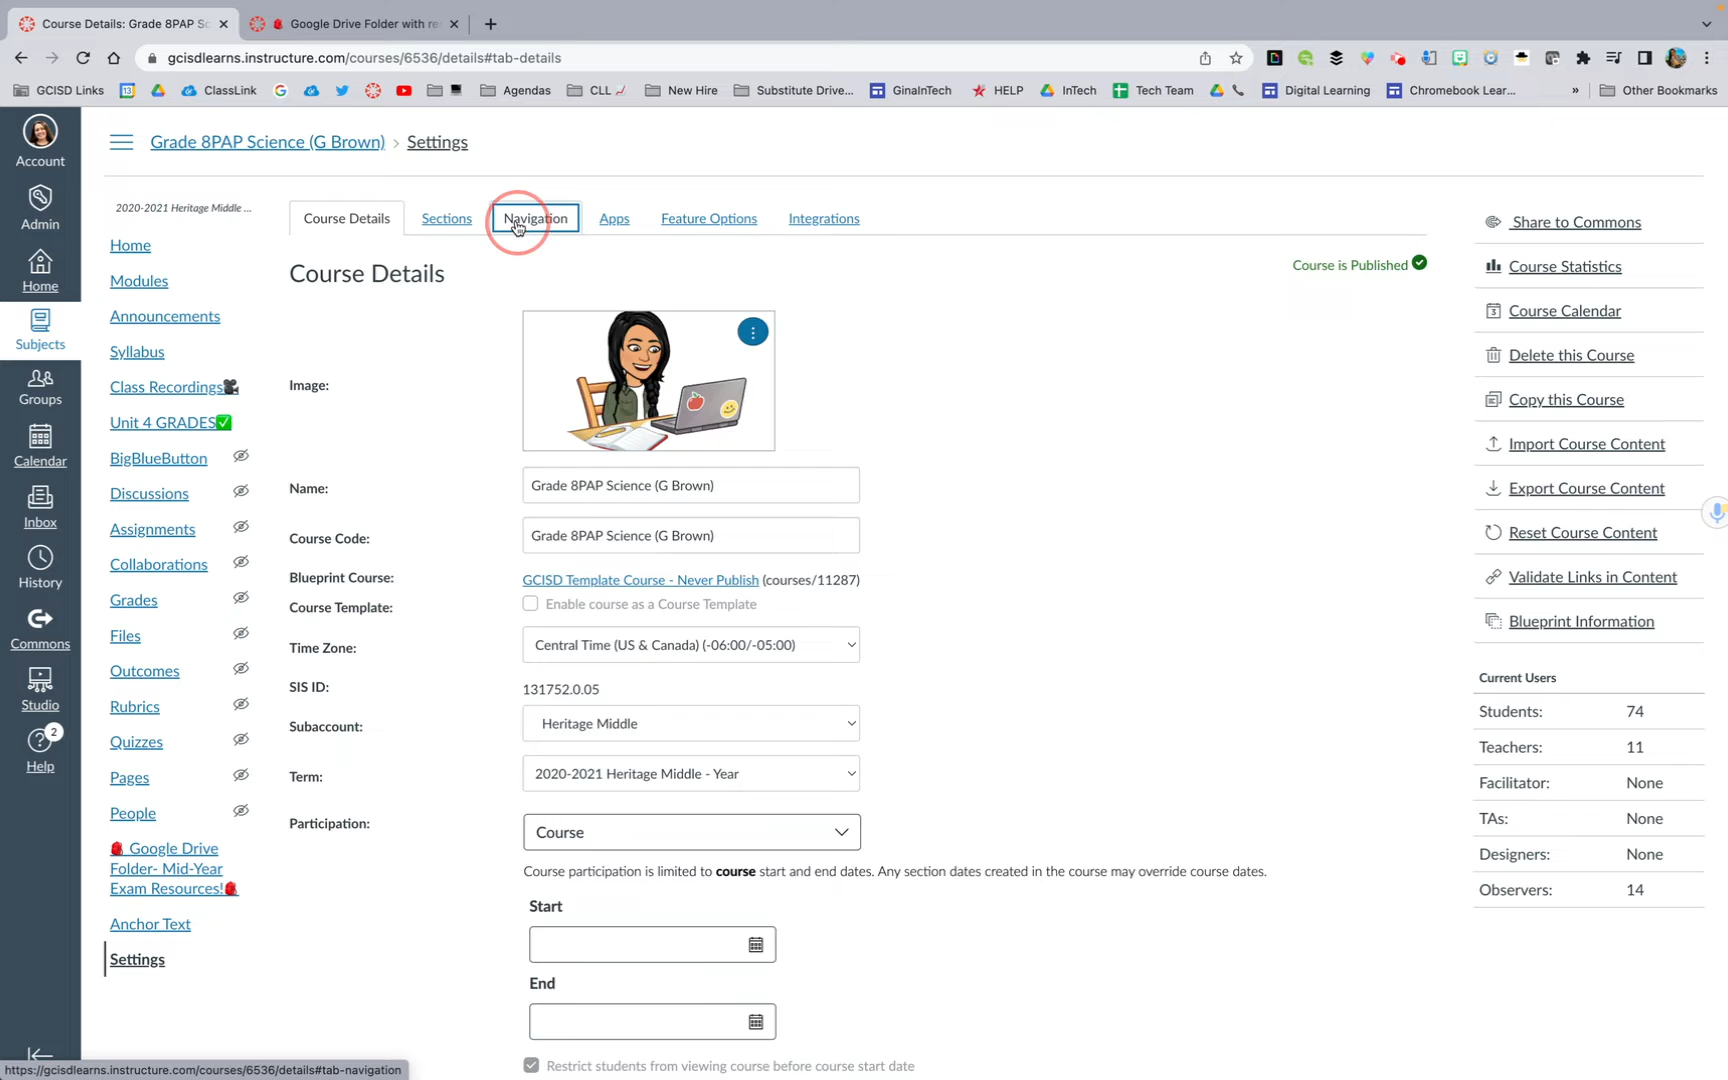 Course Details: Grade 8PAP Sc
Google Drive Folder with re
gcisdlearns.instructure.com/courses/6536/details#tab-details
GCISD Links
ClassLink
Agendas
CLL
New Hire
Substitute Drive...
GinaInTech
HELP
InTech
Tech Team
Digital Learning
Chromebook Lear...
»
Other Bookmarks
Account
Admin
Home
Subjects
Groups
Calendar
Inbox
History
Commons
Studio
2
Help
Grade 8PAP Science (G Brown) > Settings
2020-2021 Heritage Middle ...
Home
Modules
Announcements
Syllabus
Class Recordings
Unit 4 GRADES
BigBlueButton
Discussions
Assignments
Collaborations
Grades
Files
Outcomes
Rubrics
Quizzes
Pages
People
Google Drive
Folder- Mid-Year
Exam Resources!
Anchor Text
Settings
Course Details
Sections
Navigation
Apps
Feature Options
Integrations
Course Details
Course is Published
Image:
Name:
Grade 8PAP Science (G Brown)
Course Code:
Grade 8PAP Science (G Brown)
Blueprint Course:
GCISD Template Course - Never Publish (courses/11287)
Course Template:
Enable course as a Course Template
Time Zone:
Central Time (US & Canada) (-06:00/-05:00)
SIS ID:
131752.0.05
Subaccount:
Heritage Middle
Term:
2020-2021 Heritage Middle - Year
Participation:
Course
Course participation is limited to course start and end dates. Any section dates created in the course may override course dates.
Start
End
Restrict students from viewing course before course start date
Share to Commons
Course Statistics
Course Calendar
Delete this Course
Copy this Course
Import Course Content
Export Course Content
Reset Course Content
Validate Links in Content
Blueprint Information
Current Users
Students: 74
Teachers: 11
Facilitator: None
TAs: None
Designers: None
Observers: 14
https://gcisdlearns.instructure.com/courses/6536/details#tab-navigation